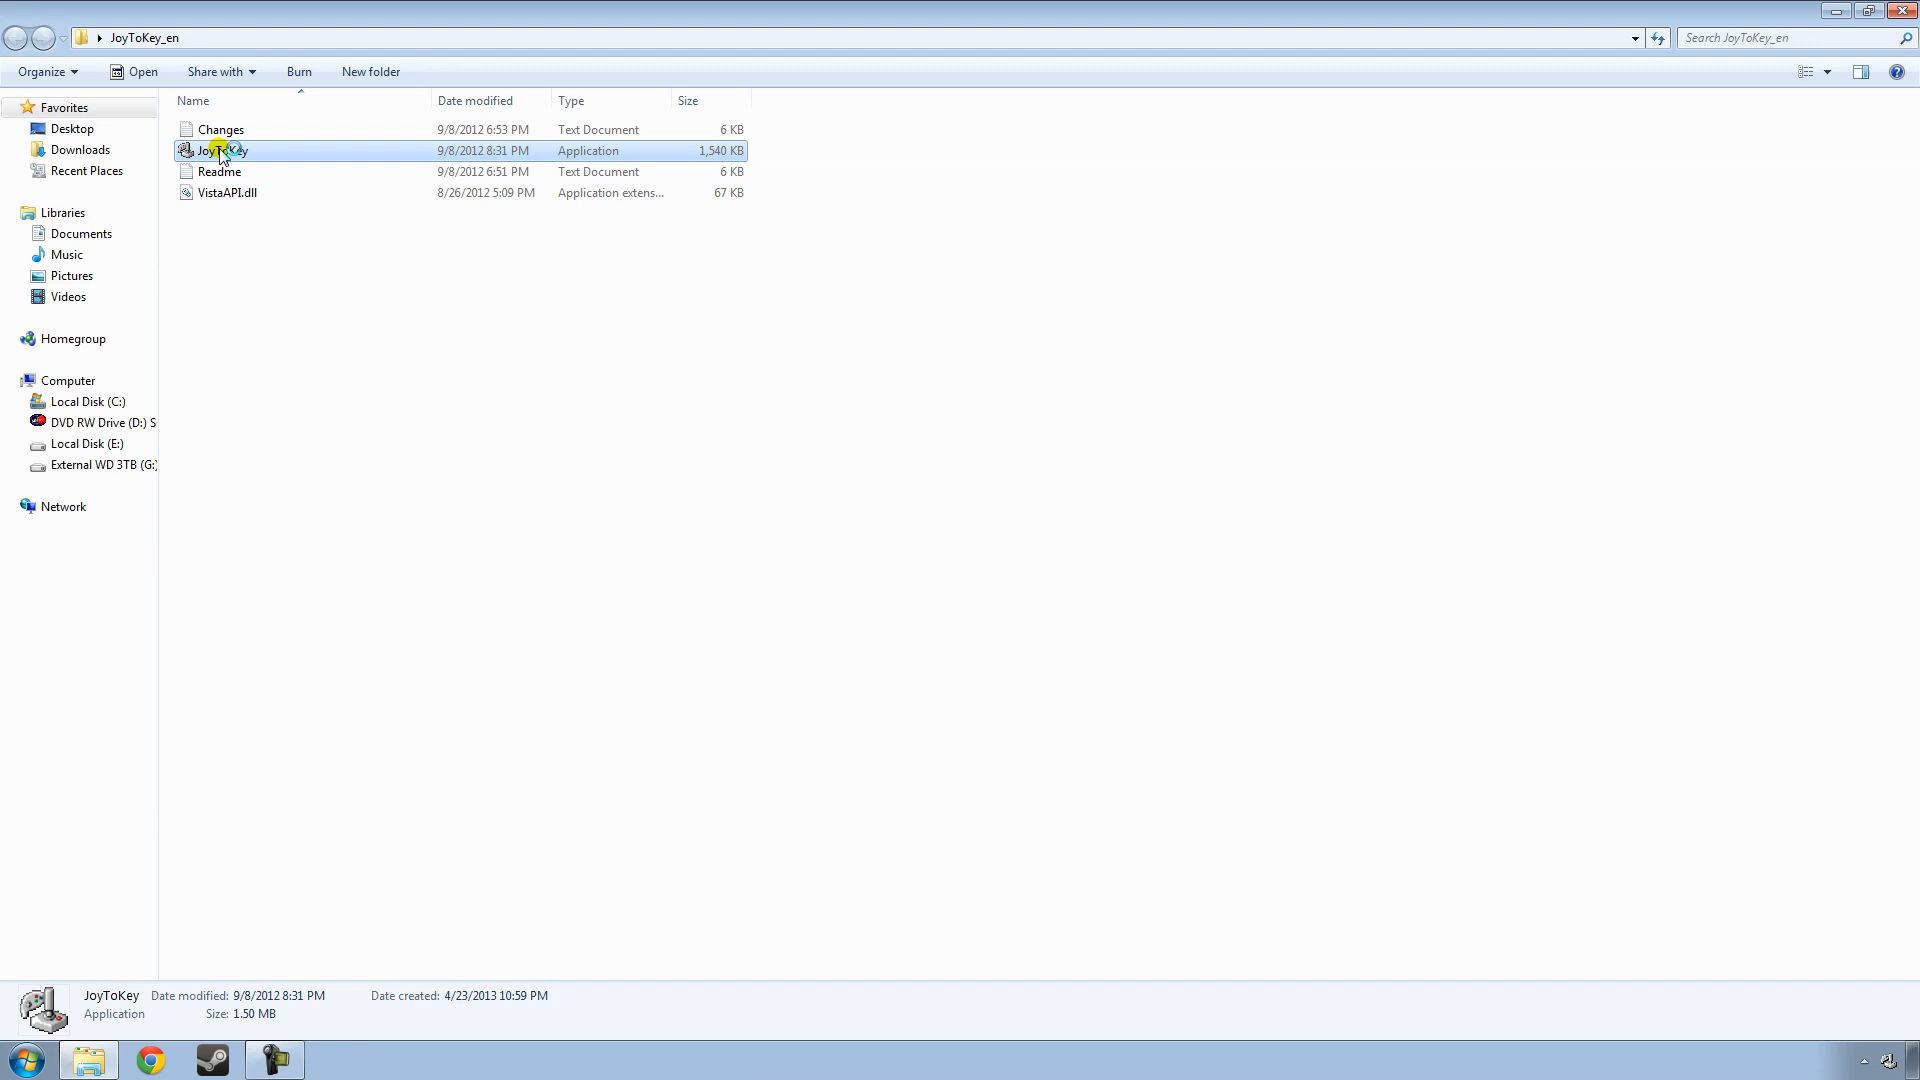 JoyToKey_en
Search JoyToKey_en
Organize Open Share with Burn New folder
Name Date modified Type Size
Favorites
Desktop
Downloads
Recent Places
Libraries
Documents
Music
Pictures
Videos
Homegroup
Computer
Local Disk (C:)
DVD RW Drive (D:) S
Local Disk (E:)
External WD 3TB (G:)
Network
Changes 9/8/2012 6:53 PM Text Document 6 KB
JoyToKey 9/8/2012 8:31 PM Application 1,540 KB
Readme 9/8/2012 6:51 PM Text Document 6 KB
VistaAPI.dll 8/26/2012 5:09 PM Application extens... 67 KB
JoyToKey Date modified: 9/8/2012 8:31 PM Date created: 4/23/2013 10:59 PM
Application Size: 1.50 MB